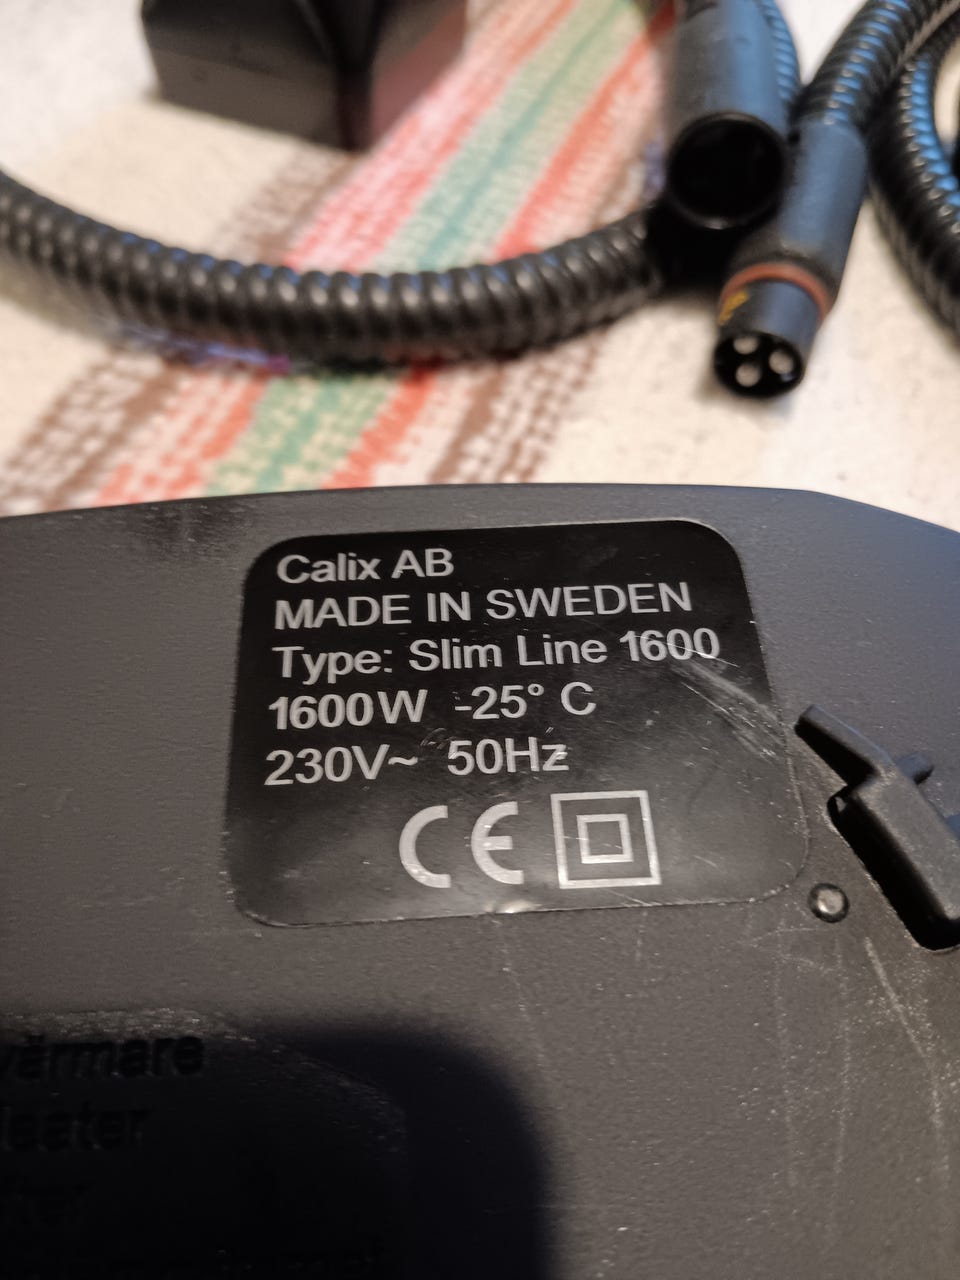 Calix AB
MADE IN SWEDEN
Type: Slim Line 1600
1600W -25° C
230V~ 50Hz
CE